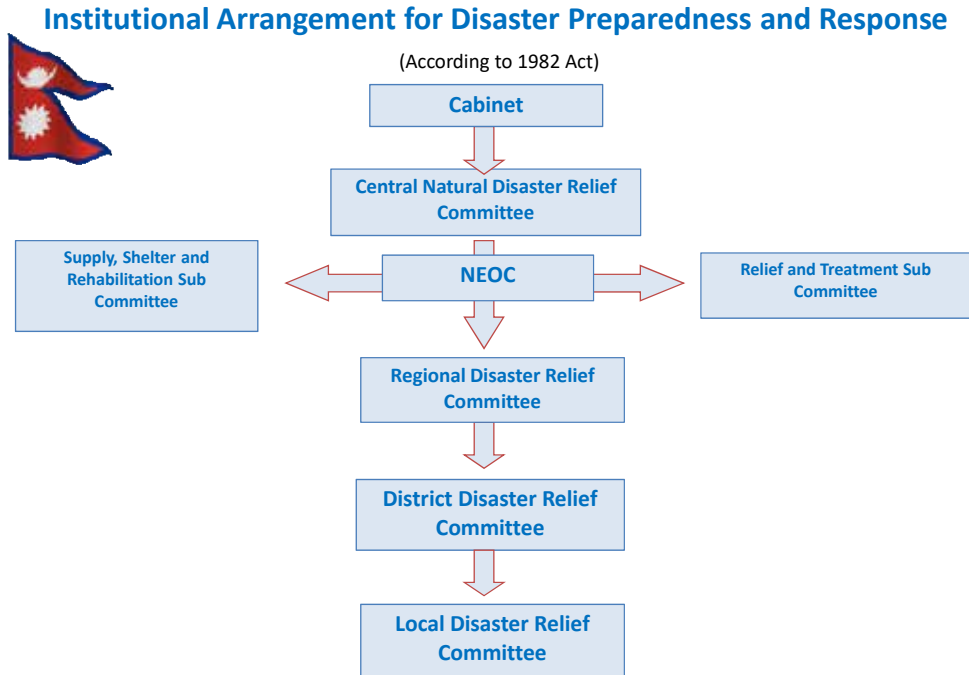 Institutional Arrangement for Disaster Preparedness and Response
(According to 1982 Act)
Cabinet
Central Natural Disaster Relief
Committee
Supply, Shelter and
Rehabilitation Sub
Committee
NEOC
Relief and Treatment Sub
Committee
Regional Disaster Relief
Committee
District Disaster Relief
Committee
Local Disaster Relief
Committee